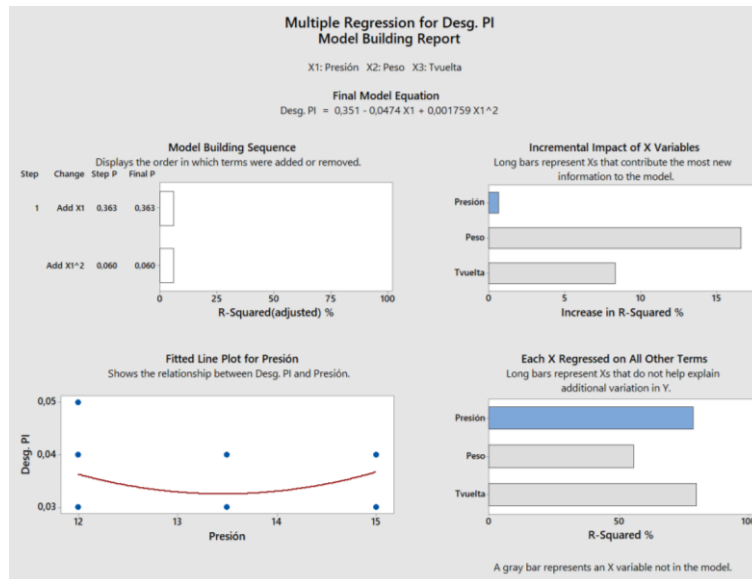 Multiple Regression for Desg. PI
Model Building Report
X1: Presión X2: Peso X3: Tvuelta
Final Model Equation
Desg. PI = 0,351 - 0,0474 X1 + 0,001759 X1^2
Model Building Sequence
Displays the order in which terms were added or removed.
Step Change Step P Final P
1 Add X1 0,363 0,363
Add X1^2 0,060 0,060
0 25 50 75 100
R-Squared(adjusted) %
Incremental Impact of X Variables
Long bars represent Xs that contribute the most new
information to the model.
Presión
Peso
Tvuelta
0 5 10 15
Increase in R-Squared %
Fitted Line Plot for Presión
Shows the relationship between Desg. PI and Presión.
0,05
0,04
0,03
Desg. PI
12 13 14 15
Presión
Each X Regressed on All Other Terms
Long bars represent Xs that do not help explain
additional variation in Y.
Presión
Peso
Tvuelta
0 50 100
R-Squared %
A gray bar represents an X variable not in the model.